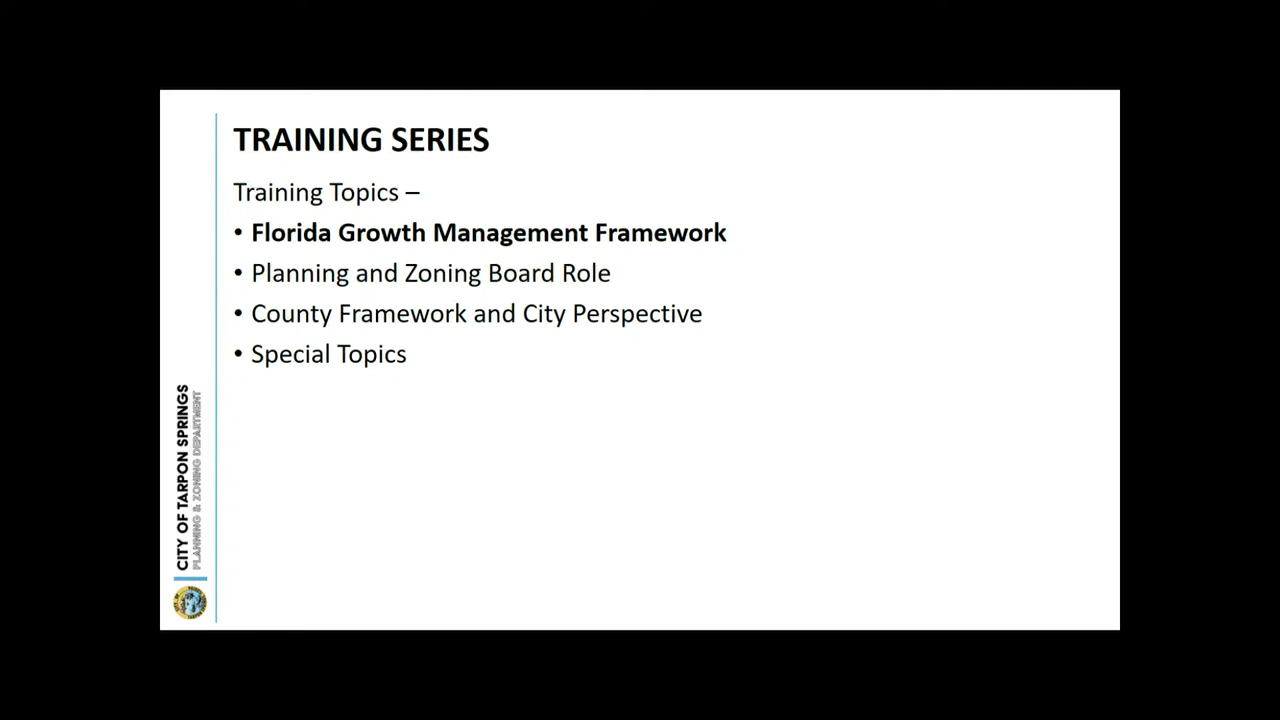 TRAINING SERIES
Training Topics –
• Florida Growth Management Framework
• Planning and Zoning Board Role
• County Framework and City Perspective
• Special Topics
CITY OF TARPON SPRINGS
PLANNING & ZONING DEPARTMENT